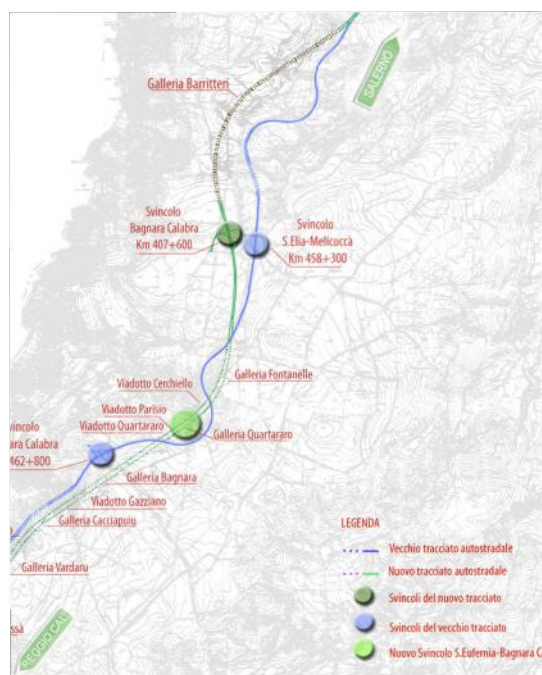 Galleria Barritteri
SALERNO
Svincolo
Bagnara Calabra
Km 407+600
Svincolo
S.Elia-Melicuccà
Km 458+300
Galleria Fontanelle
Viadotto Cerchiello
Viadotto Parisio
Viadotto Quartararo
Galleria Quartararo
vincolo
ara Calabra
462+800
Galleria Bagnara
Viadotto Gazziano
Galleria Cacciapuiu
Galleria Vardaru
ssà
REGGIO CAL
LEGENDA
Vecchio tracciato autostradale
Nuovo tracciato autostradale
Svincoli del nuovo tracciato
Svincoli del vecchio tracciato
Nuovo Svincolo S.Eufemia-Bagnara C